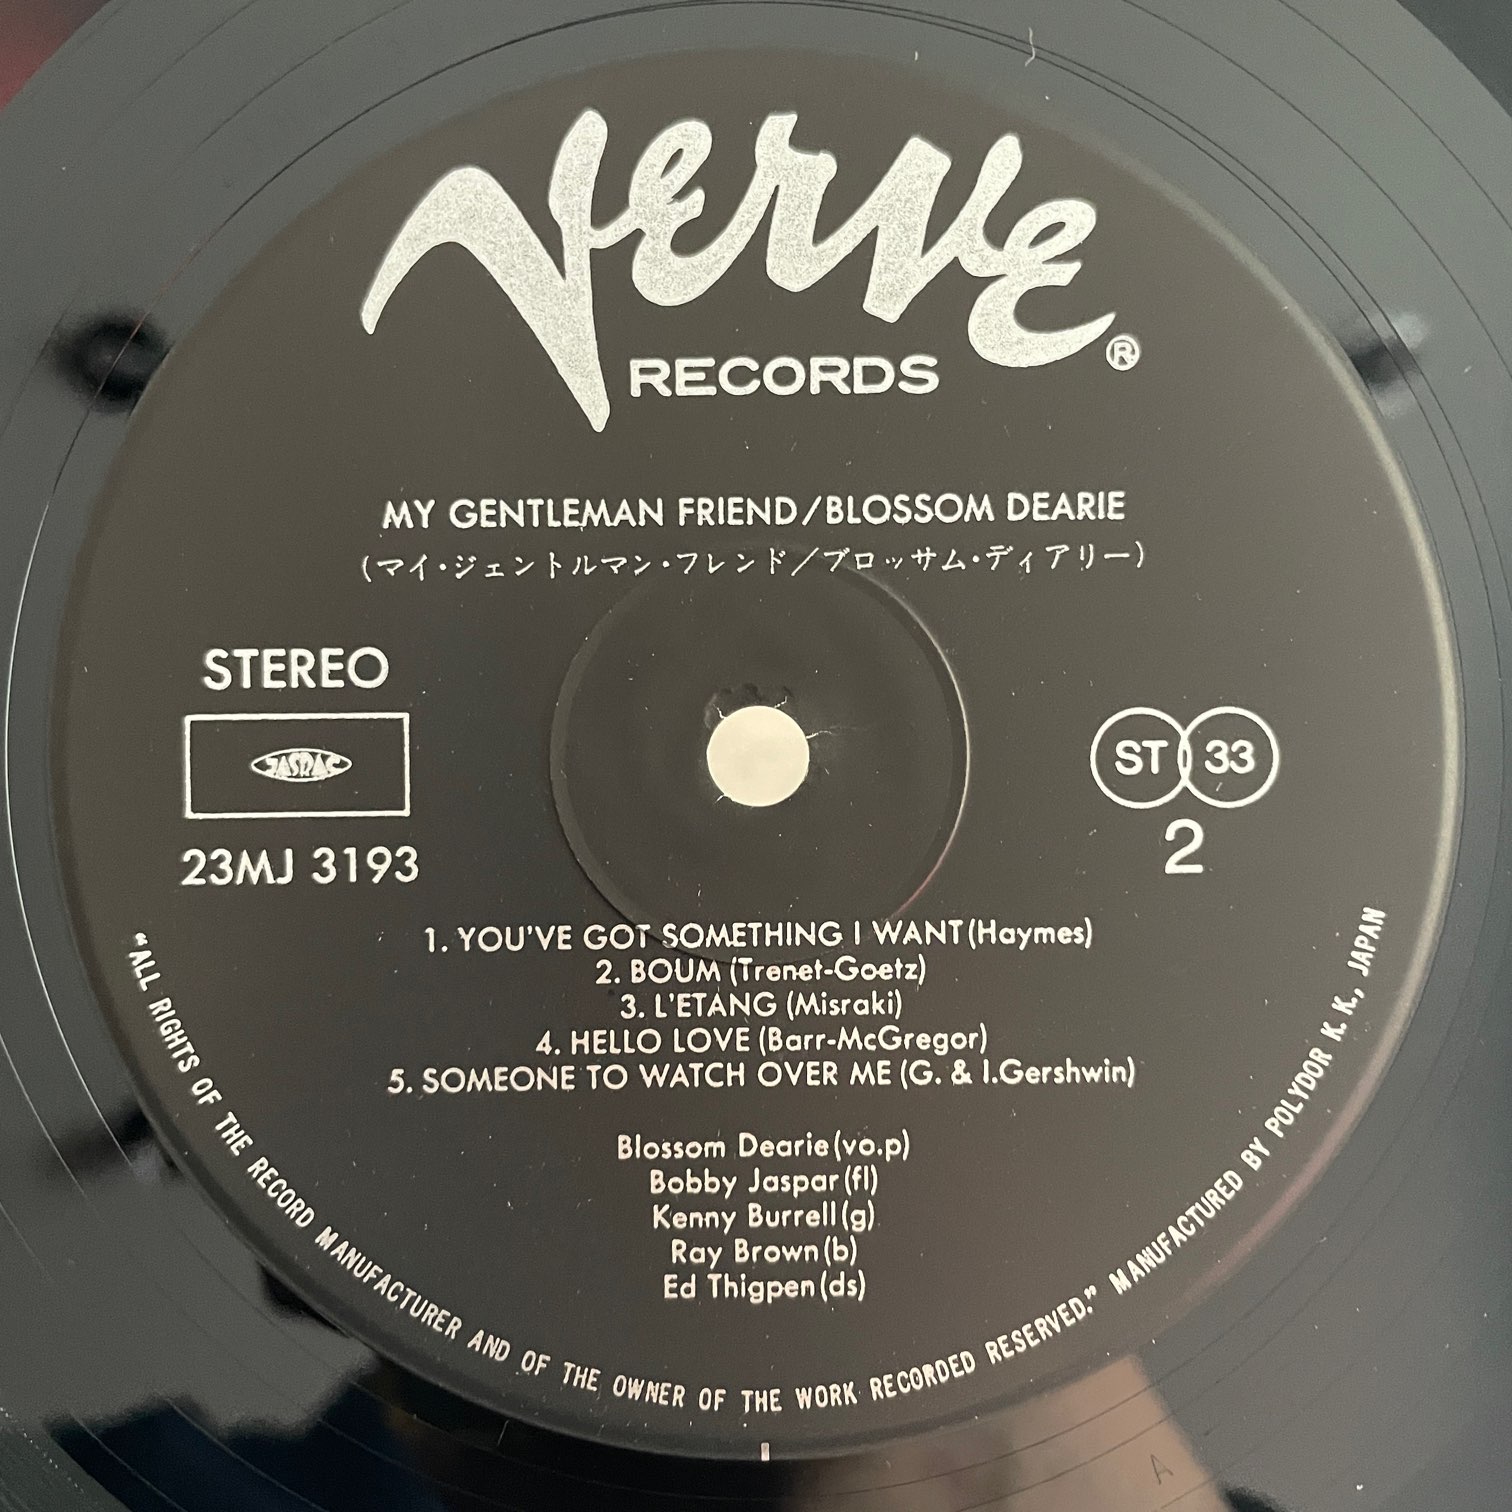 Verve
RECORDS ®
MY GENTLEMAN FRIEND/BLOSSOM DEARIE
(マイ・ジェントルマン・フレンド/ブロッサム・ディアリー)
STEREO
JASRAC
23MJ 3193
ST 33
2
1. YOU'VE GOT SOMETHING I WANT (Haymes)
2. BOUM (Trenet-Goetz)
3. L'ETANG (Misraki)
4. HELLO LOVE (Barr-McGregor)
5. SOMEONE TO WATCH OVER ME (G. & I.Gershwin)
Blossom Dearie (vo.p)
Bobby Jaspar (fl)
Kenny Burrell (g)
Ray Brown (b)
Ed Thigpen (ds)
"ALL RIGHTS OF THE RECORD MANUFACTURER AND OF THE OWNER OF THE WORK RECORDED RESERVED." MANUFACTURED BY POLYDOR K. K., JAPAN
A